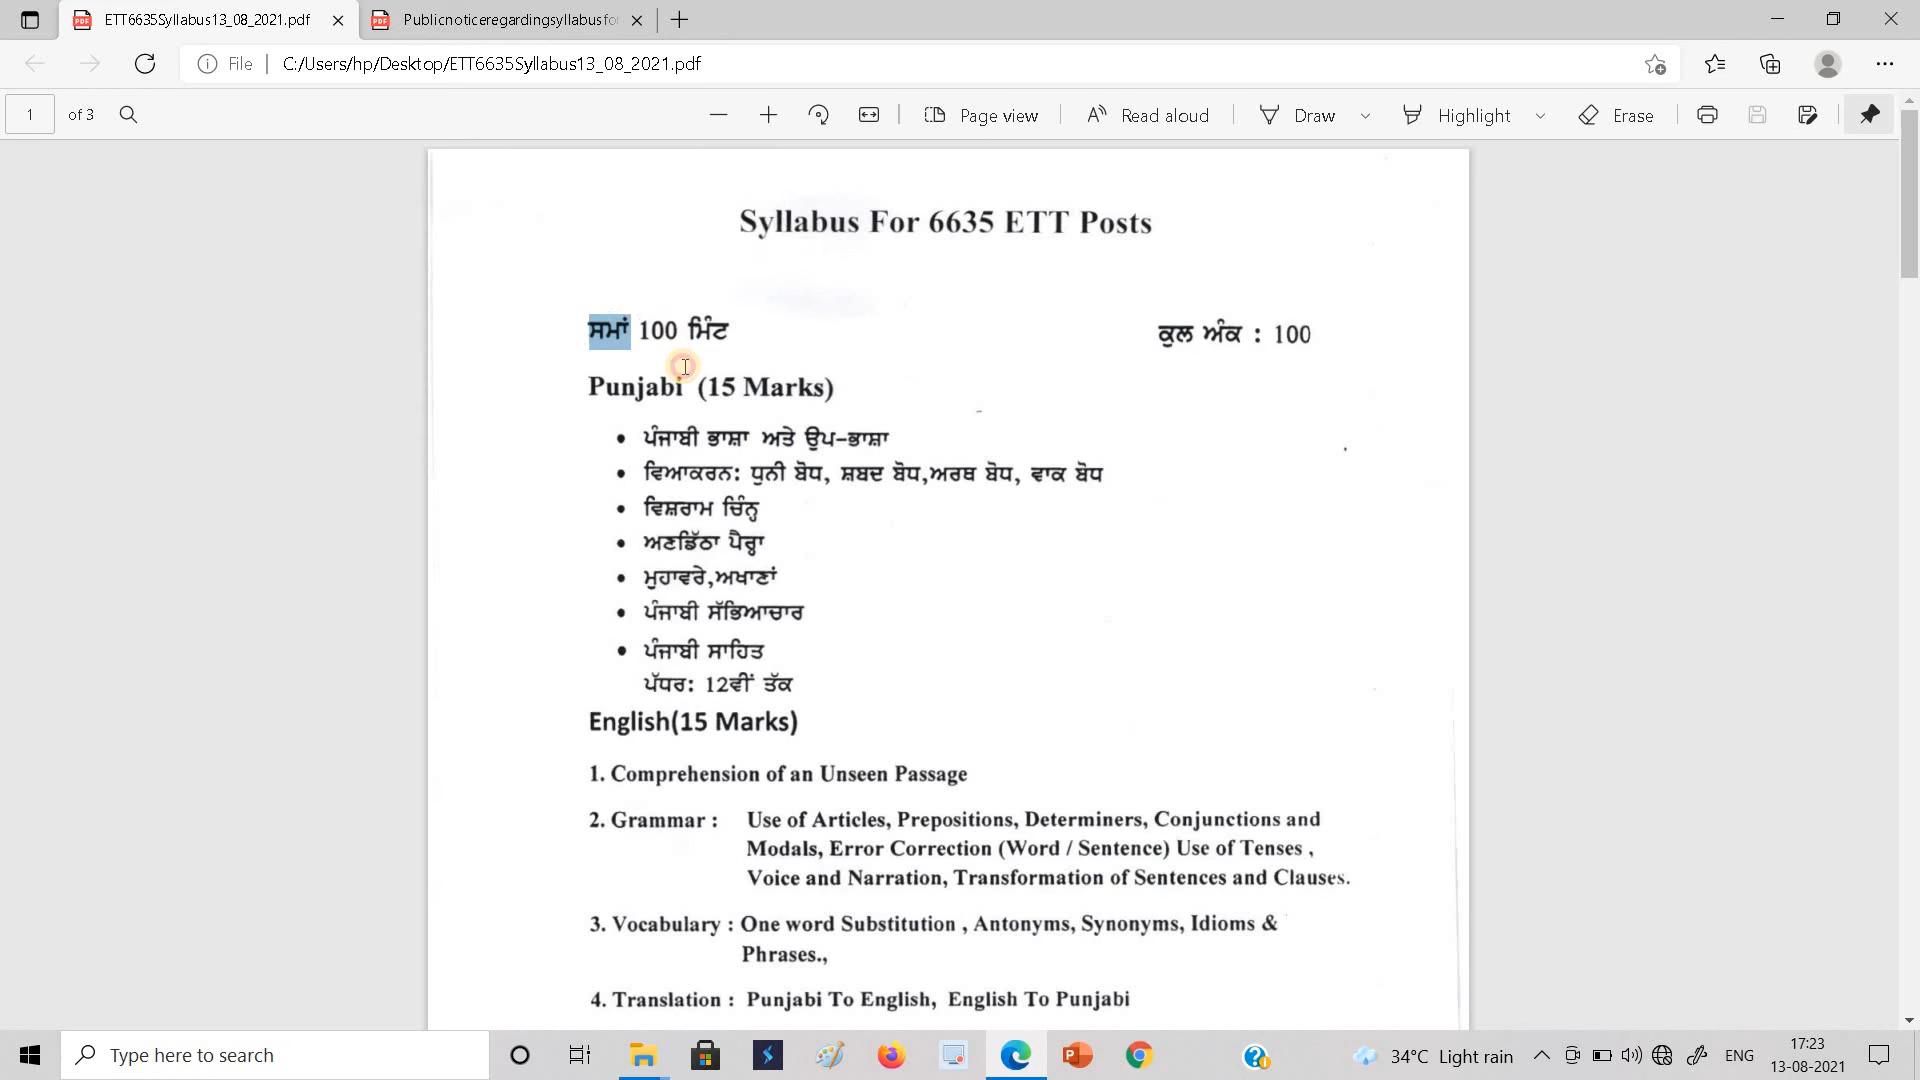 ETT6635Syllabus13_08_2021.pdf
Publicnoticeregardingsyllabusfo
File
C:/Users/hp/Desktop/ETT6635Syllabus13_08_2021.pdf
1 of 3
Page view
Read aloud
Draw
Highlight
Erase
Syllabus For 6635 ETT Posts
ਸਮਾਂ 100 ਮਿੰਟ
ਕੁਲ ਅੰਕ : 100
Punjabi (15 Marks)
• ਪੰਜਾਬੀ ਭਾਸ਼ਾ ਅਤੇ ਉਪ-ਭਾਸ਼ਾ
• ਵਿਆਕਰਨ: ਧੁਨੀ ਬੋਧ, ਸ਼ਬਦ ਬੋਧ,ਅਰਥ ਬੋਧ, ਵਾਕ ਬੋਧ
• ਵਿਸ਼ਰਾਮ ਚਿੰਨ੍ਹ
• ਅਣਡਿੱਠਾ ਪੈਰ੍ਹਾ
• ਮੁਹਾਵਰੇ,ਅਖਾਣਾਂ
• ਪੰਜਾਬੀ ਸੱਭਿਆਚਾਰ
• ਪੰਜਾਬੀ ਸਾਹਿਤ
ਪੱਧਰ: 12ਵੀਂ ਤੱਕ
English(15 Marks)
1. Comprehension of an Unseen Passage
2. Grammar : Use of Articles, Prepositions, Determiners, Conjunctions and
Modals, Error Correction (Word / Sentence) Use of Tenses ,
Voice and Narration, Transformation of Sentences and Clauses.
3. Vocabulary : One word Substitution , Antonyms, Synonyms, Idioms &
Phrases.,
4. Translation : Punjabi To English, English To Punjabi
Type here to search
34°C Light rain
ENG
17:23
13-08-2021